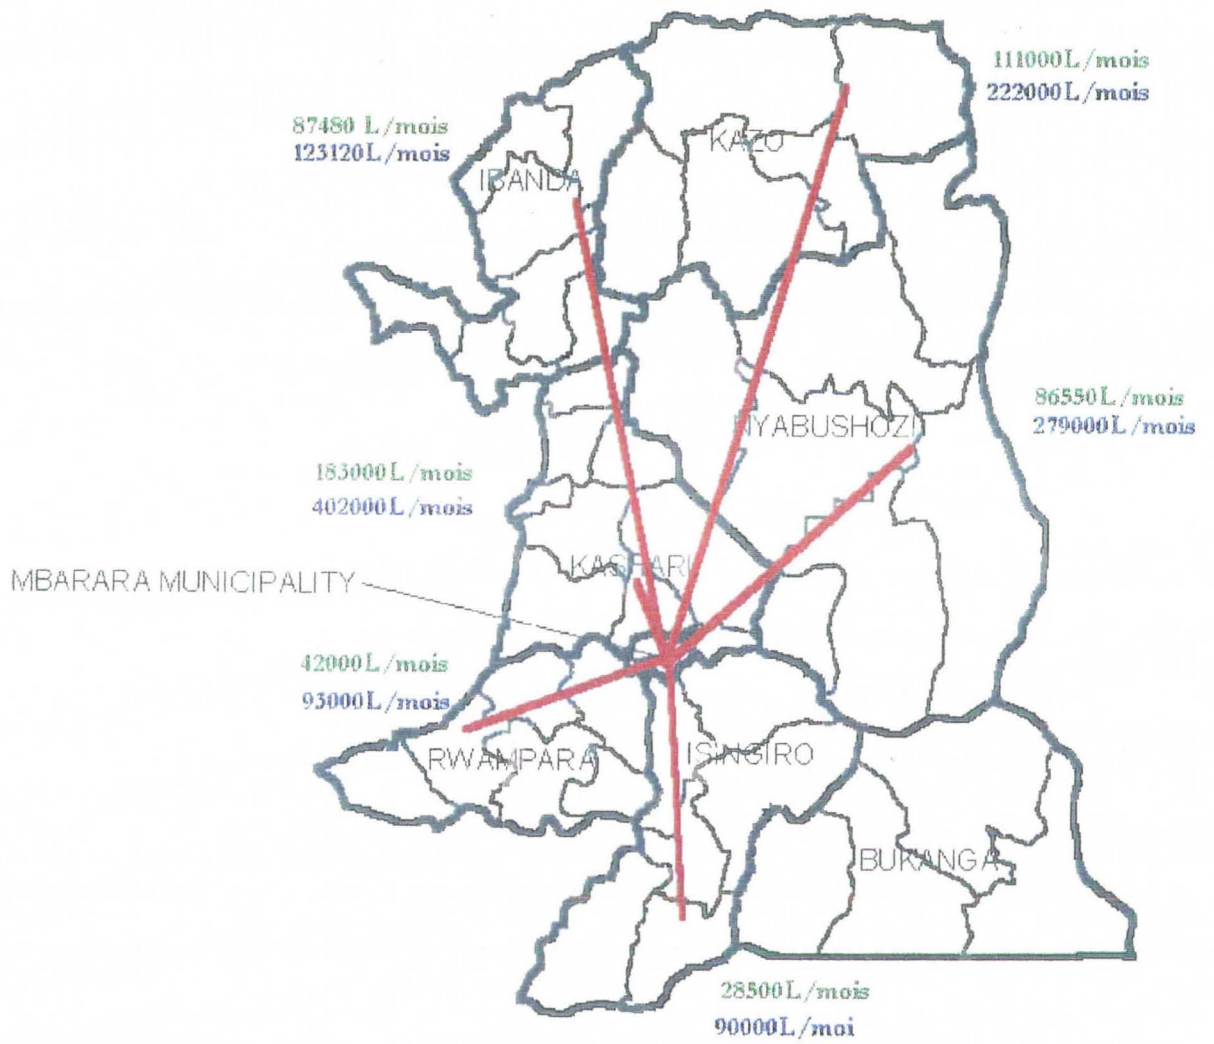 111000L/mois
222000L/mois
87480 L/mois
123120L/mois
KAZO
IBANDA
86550L/mois
279000L/mois
NYABUSHOZI
183000L/mois
402000L/mois
KASHARI
MBARARA MUNICIPALITY
42000L/mois
93000L/mois
RWAMPARA
ISINGIRO
BUKANGA
28500L/mois
90000L/moi